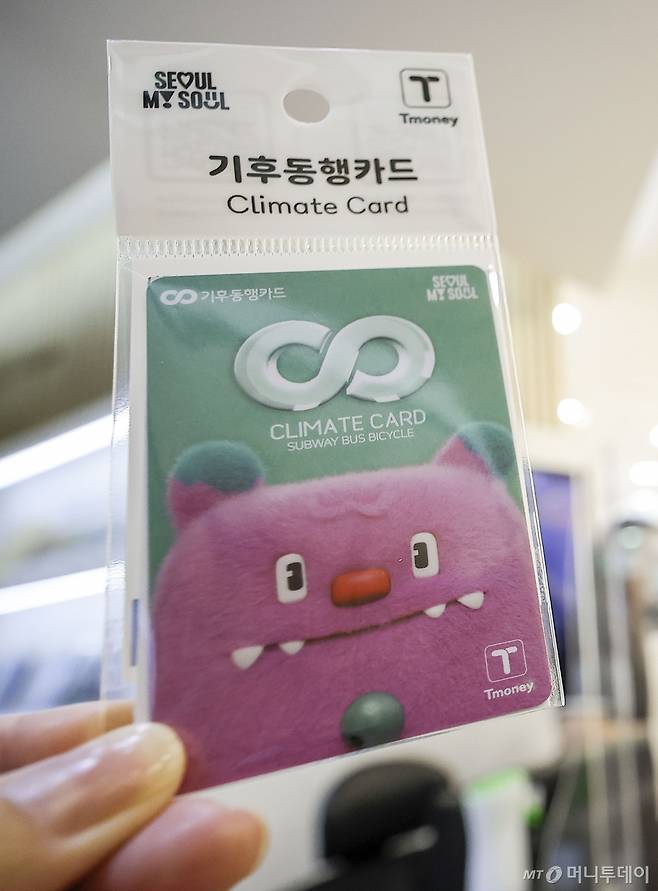 SEOUL
MY SOUL
T
Tmoney
기후동행카드
Climate Card
기후동행카드
SEOUL
MY SOUL
CLIMATE CARD
SUBWAY BUS BICYCLE
T
Tmoney
MT 머니투데이